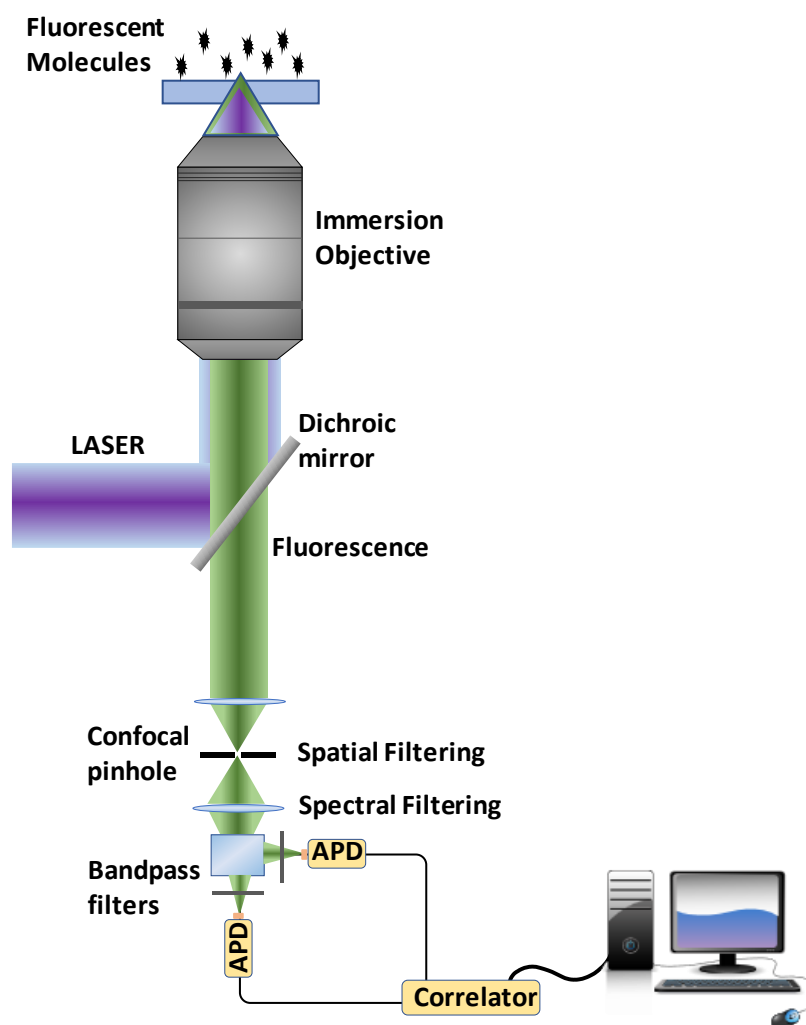 Fluorescent
Molecules
Immersion
Objective
Dichroic
mirror
LASER
Fluorescence
Confocal
pinhole
Spatial Filtering
Spectral Filtering
APD
Bandpass
filters
APD
Correlator